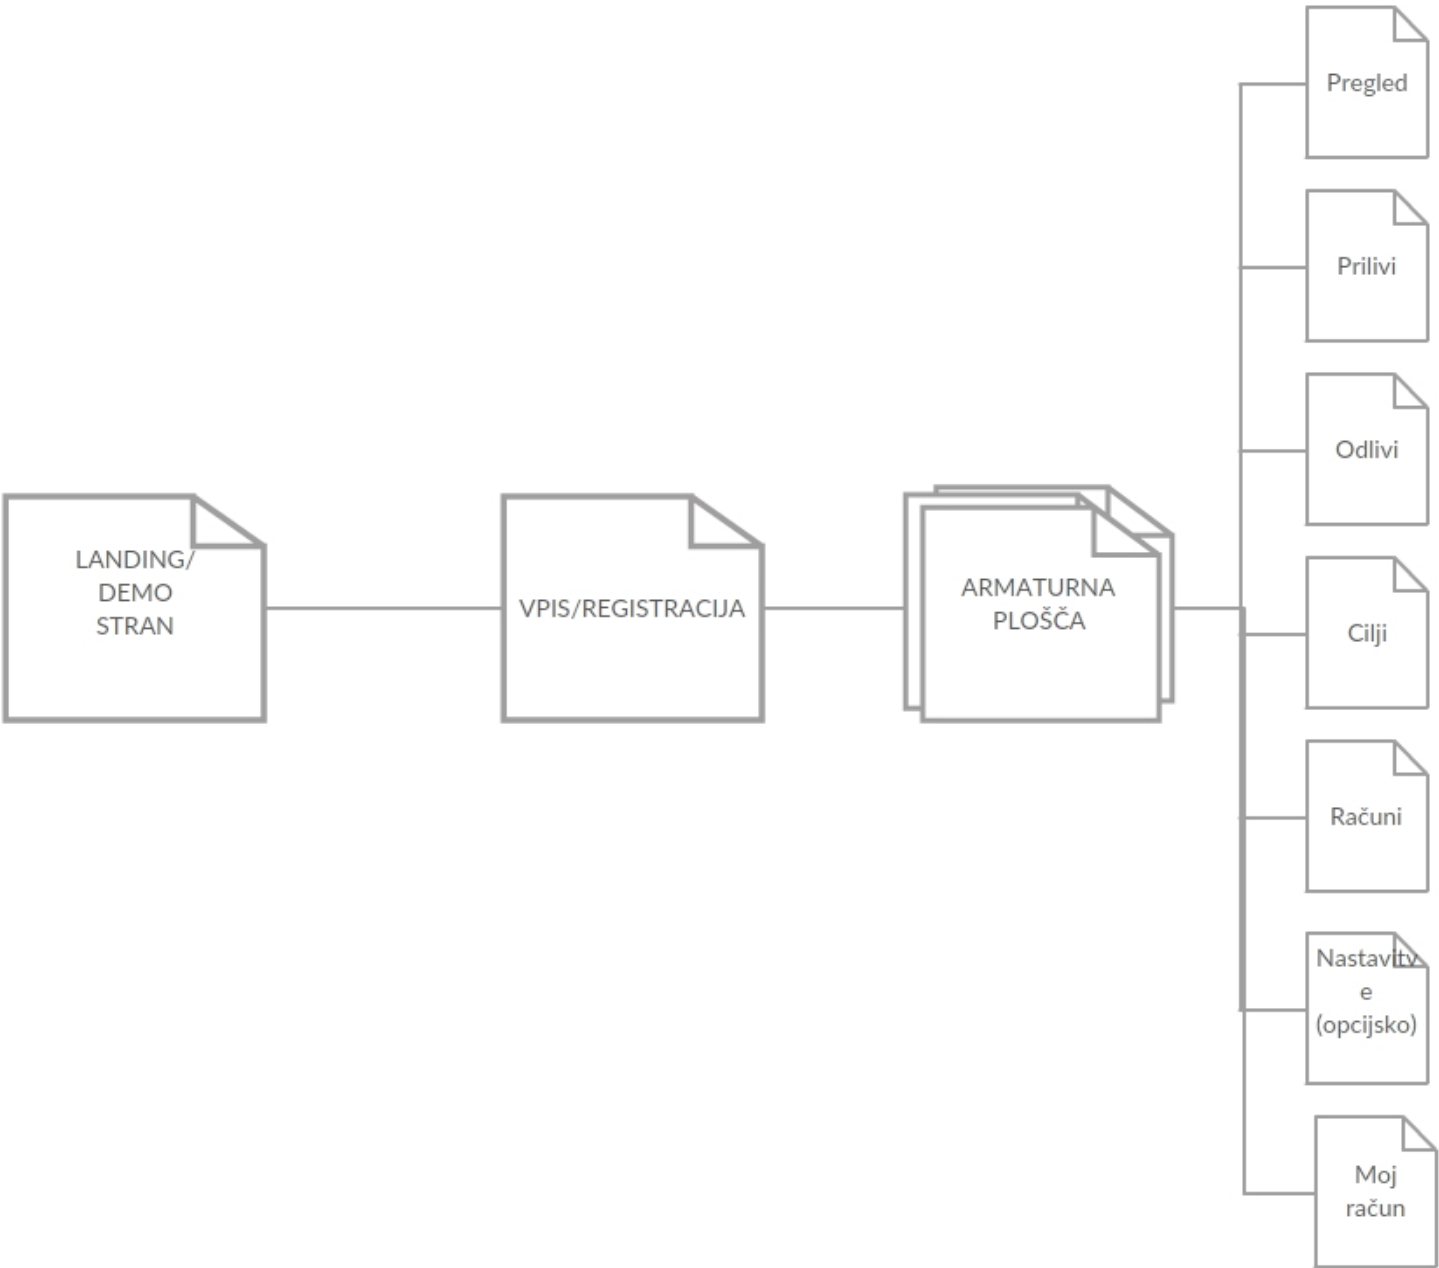 LANDING/
DEMO
STRAN
VPIS/REGISTRACIJA
ARMATURNA
PLOŠČA
Pregled
Prilivi
Odlivi
Cilji
Računi
Nastavitv
e
(opcijsko)
Moj
račun